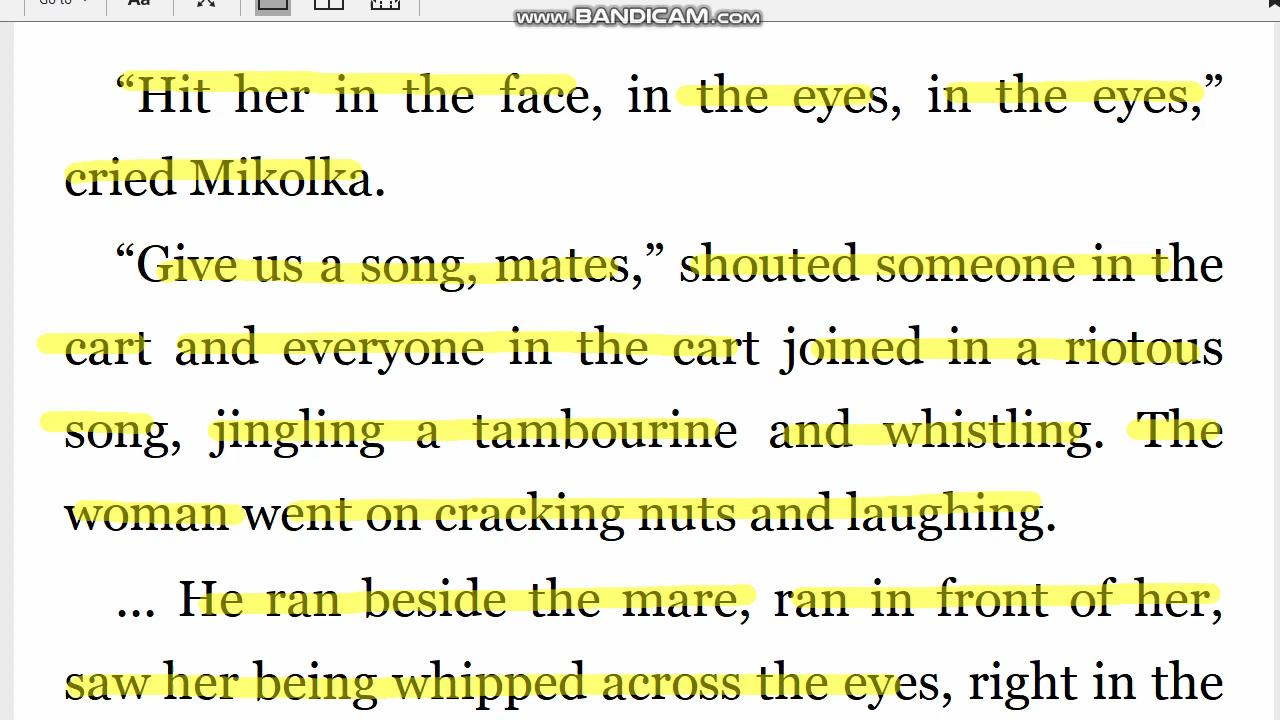 Go to
Aa
www.BANDICAM.com
“Hit her in the face, in the eyes, in the eyes,”
cried Mikolka.
“Give us a song, mates,” shouted someone in the
cart and everyone in the cart joined in a riotous
song, jingling a tambourine and whistling. The
woman went on cracking nuts and laughing.
... He ran beside the mare, ran in front of her,
saw her being whipped across the eyes, right in the